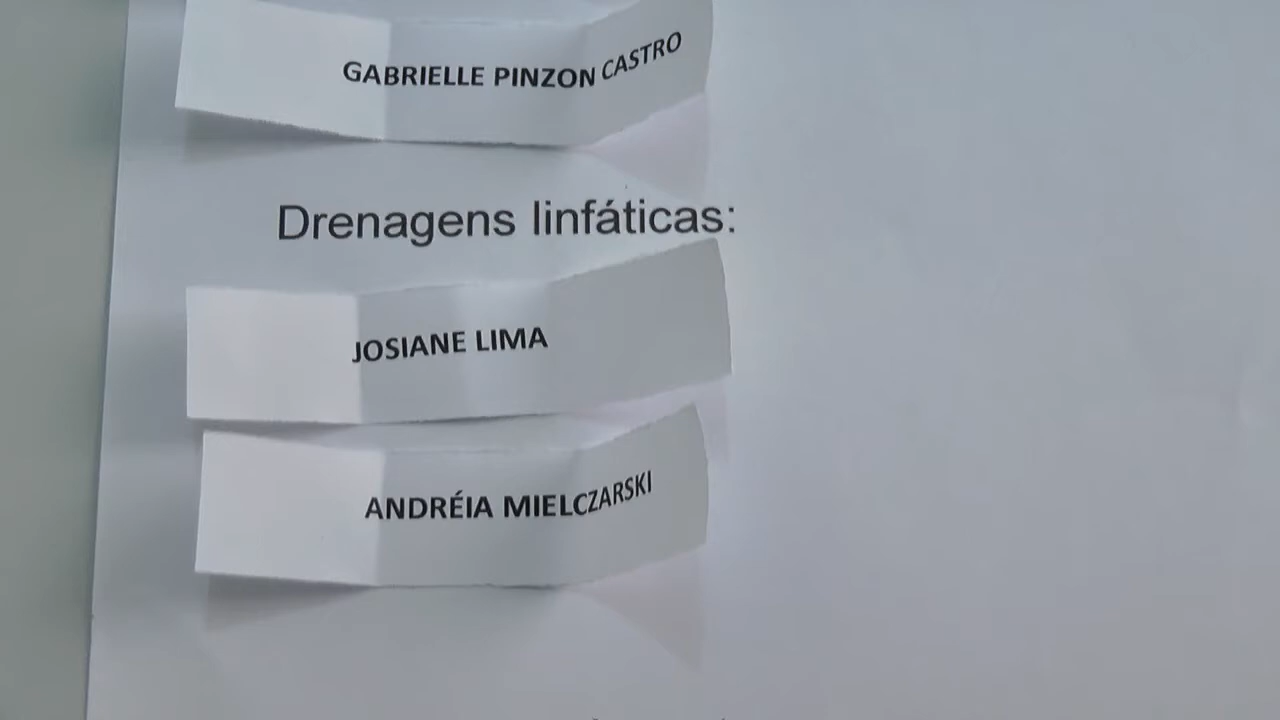 GABRIELLE PINZON CASTRO
Drenagens linfáticas:
JOSIANE LIMA
ANDRÉIA MIELCZARSKI